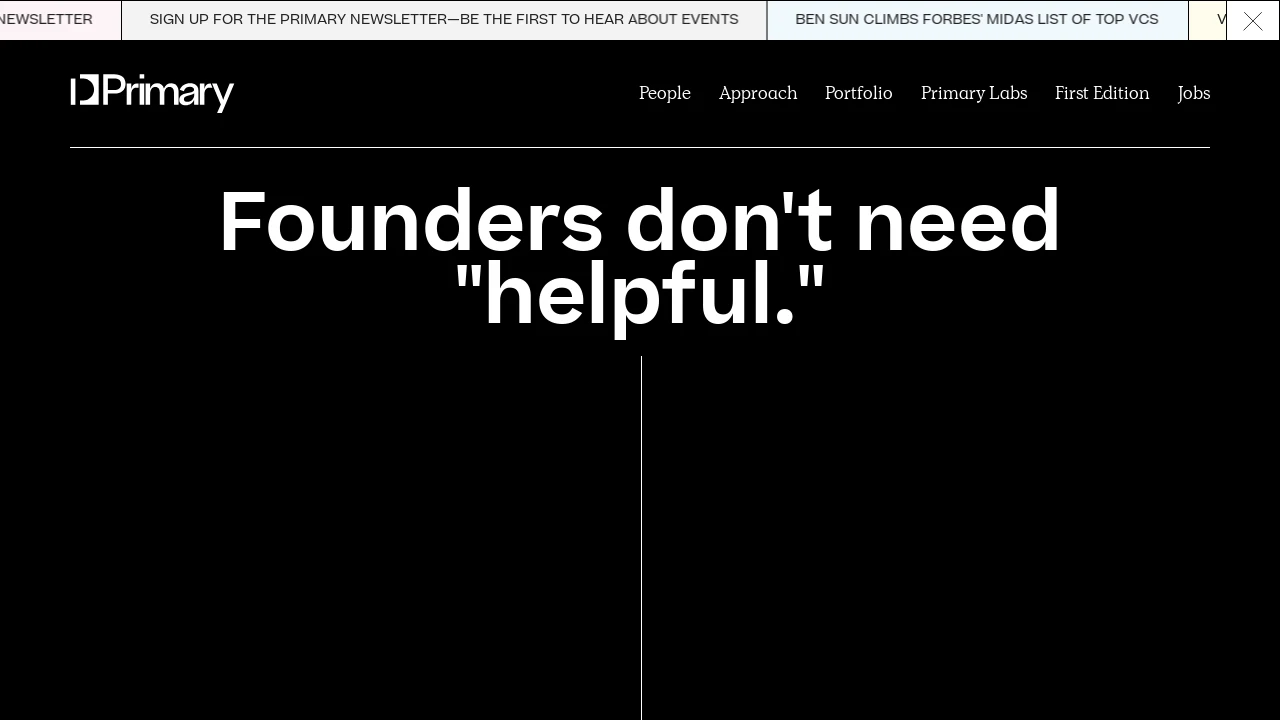 NEWSLETTER
SIGN UP FOR THE PRIMARY NEWSLETTER—BE THE FIRST TO HEAR ABOUT EVENTS
BEN SUN CLIMBS FORBES' MIDAS LIST OF TOP VCS
Primary
People
Approach
Portfolio
Primary Labs
First Edition
Jobs
Founders don't need
"helpful."